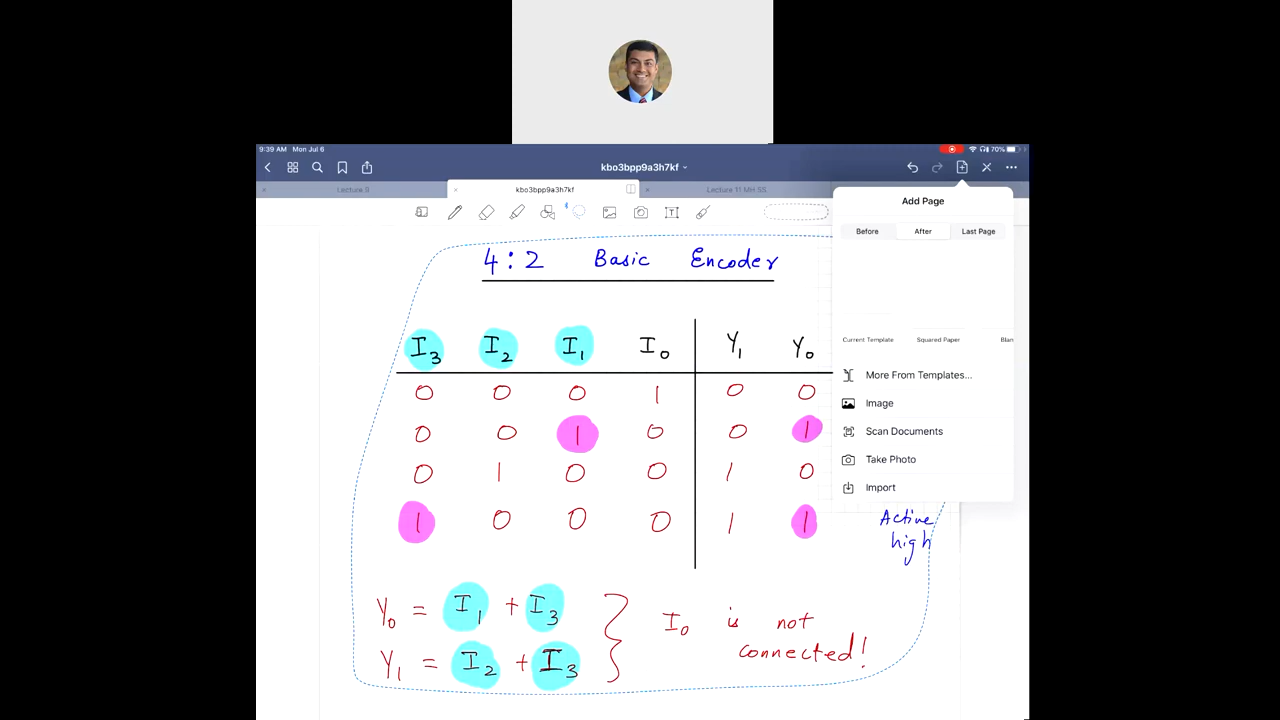 9:39 AM Mon Jul 6
70%
kbo3bpp9a3h7kf
Lecture 9
kbo3bpp9a3h7kf
Lecture 11 MH SS
Add Page
Before After Last Page
Current Template Squared Paper Blan
More From Templates...
Image
Scan Documents
Take Photo
Import
4:2 Basic Encoder
I3 I2 I1 I0 Y1 Y0
0 0 0 1 0 0
0 0 1 0 0 1
0 1 0 0 1 0
1 0 0 0 1 1
Active
high
Y0 = I1 + I3
Y1 = I2 + I3
I0 is not
connected!